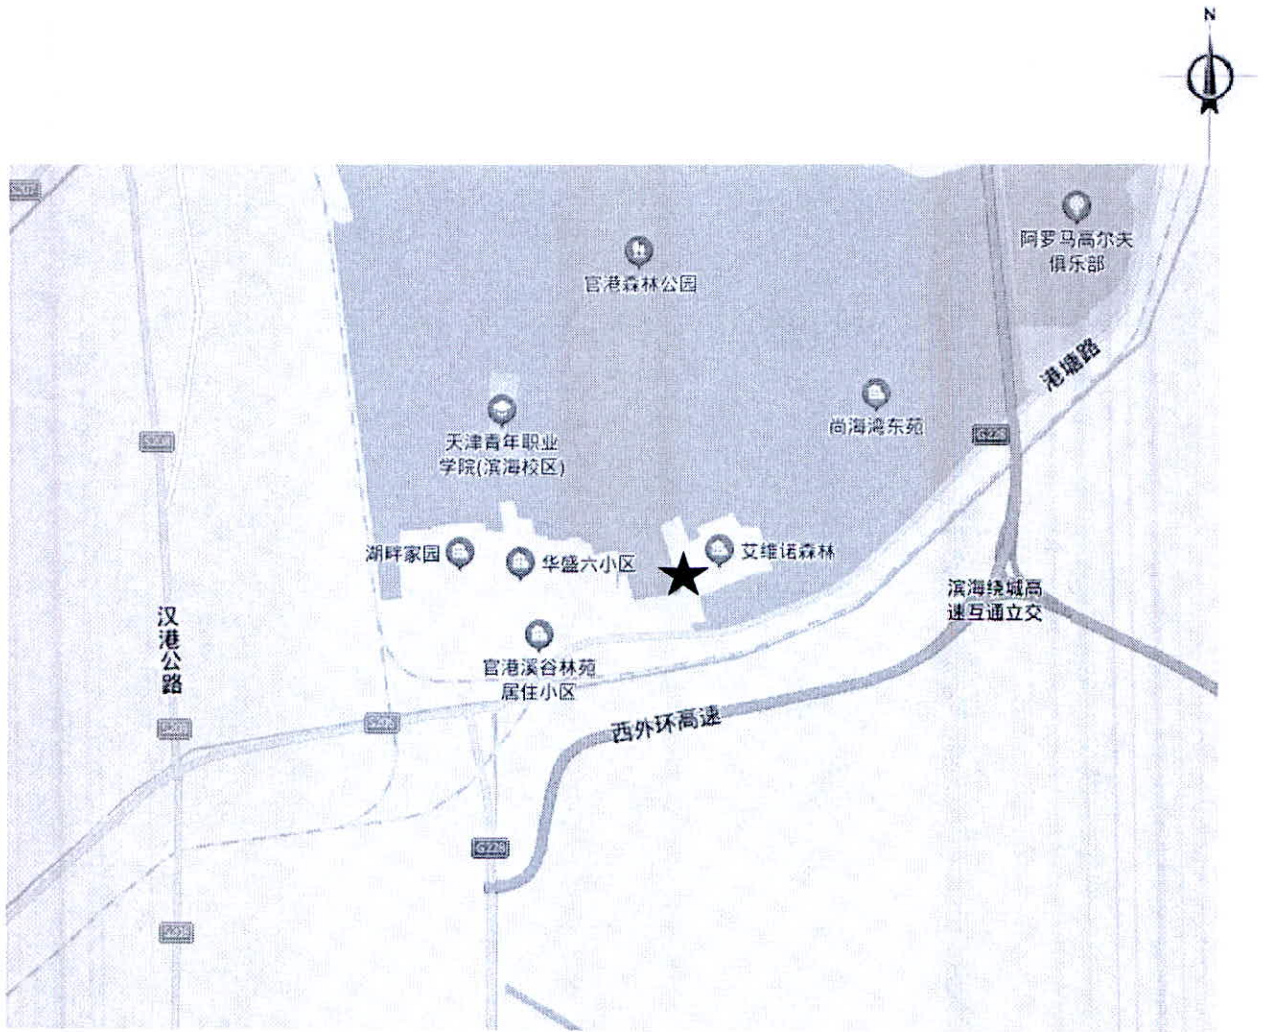 N
阿罗马高尔夫
俱乐部
官港森林公园
港塘路
尚海湾东苑
天津青年职业
学院(滨海校区)
湖畔家园
华盛六小区
艾维诺森林
滨海绕城高
速互通立交
汉港公路
官港溪谷林苑
居住小区
西外环高速
G228